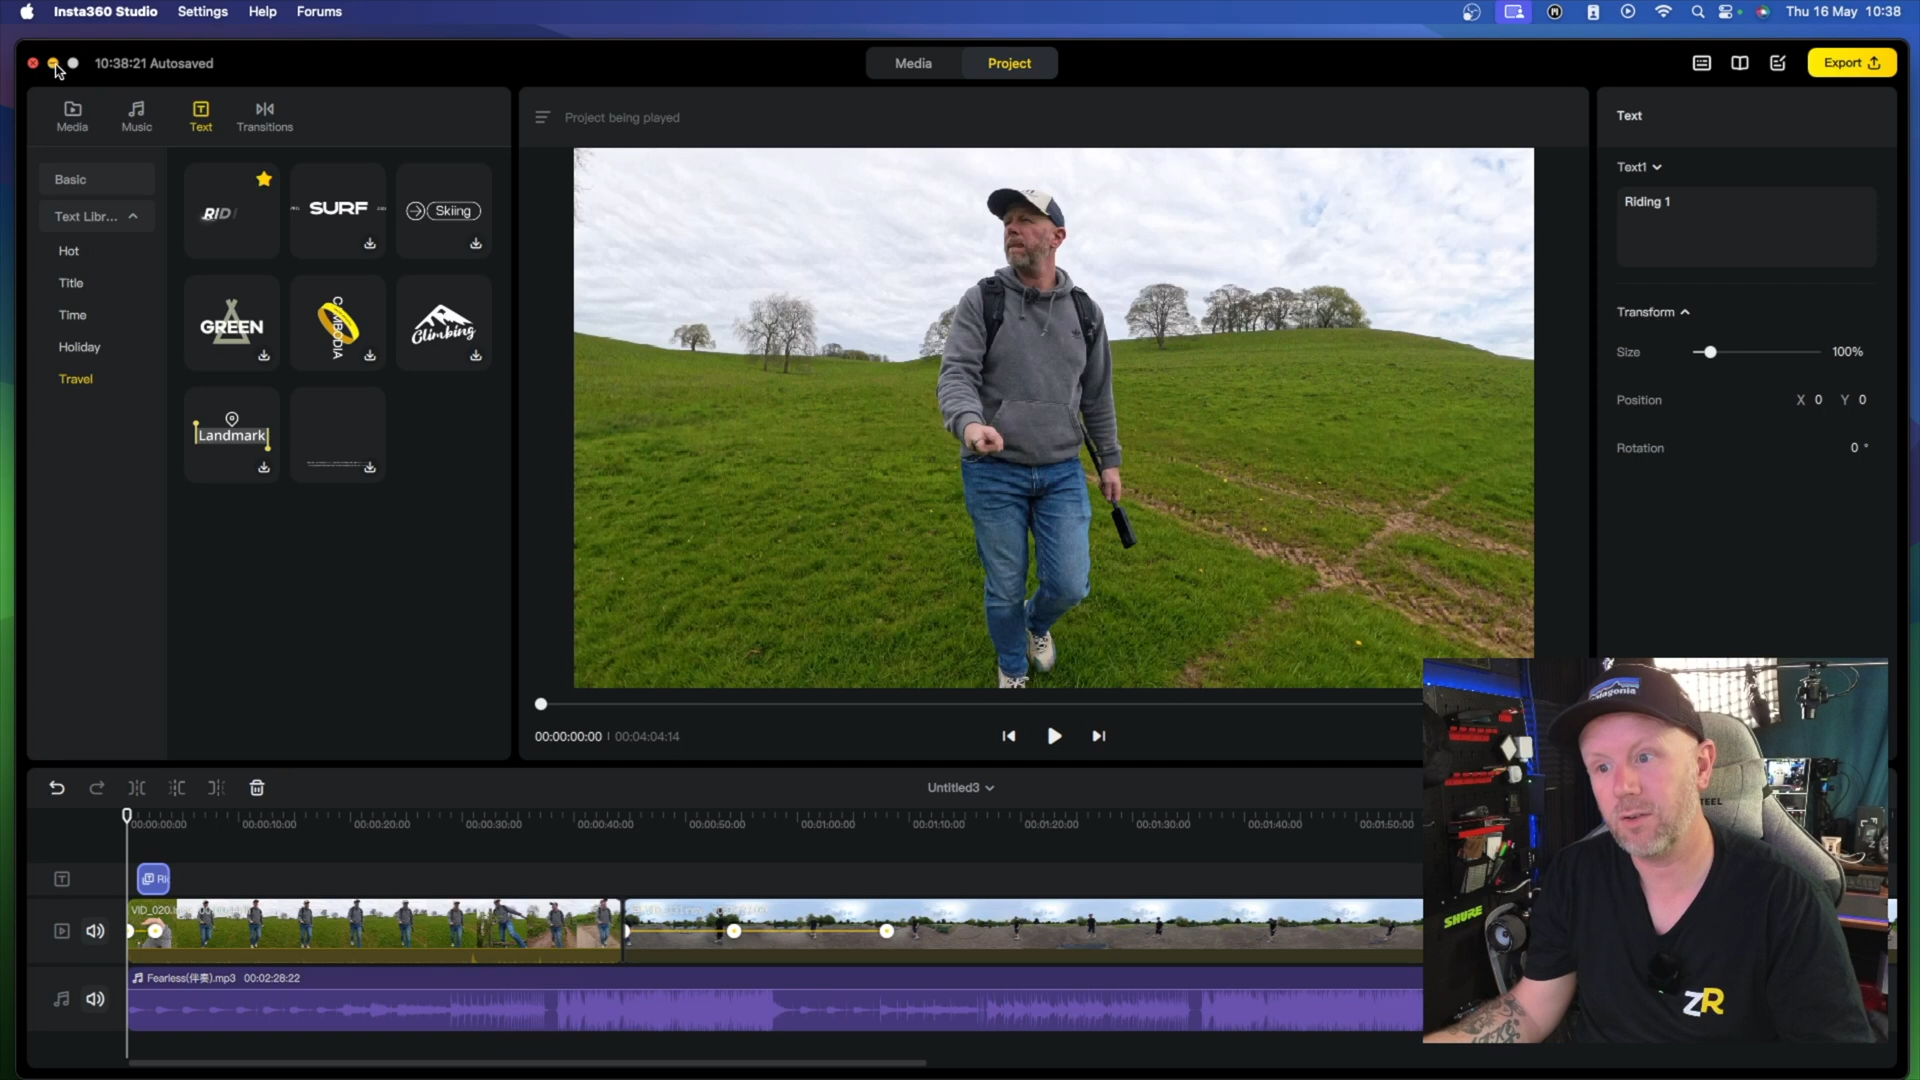 Insta360 Studio Settings Help Forums Thu 16 May 10:38
10:38:21 Autosaved
Media Project
Export
Media Music Text Transitions
Project being played
Text
Basic
Text Libr...
Hot
Title
Time
Holiday
Travel
RIDI
SURF
Skiing
GREEN
CAMBODIA
Climbing
Landmark
Text1
Riding 1
Transform
Size 100%
Position X 0 Y 0
Rotation 0 °
00:00:00:00 | 00:04:04:14
Untitled3
00:00:00:00 00:00:10:00 00:00:20:00 00:00:30:00 00:00:40:00 00:00:50:00 00:01:00:00 00:01:10:00 00:01:20:00 00:01:30:00 00:01:40:00 00:01:50:00
Ri
Fearless(伴奏).mp3 00:02:28:22
patagonia
SHURE
ZR